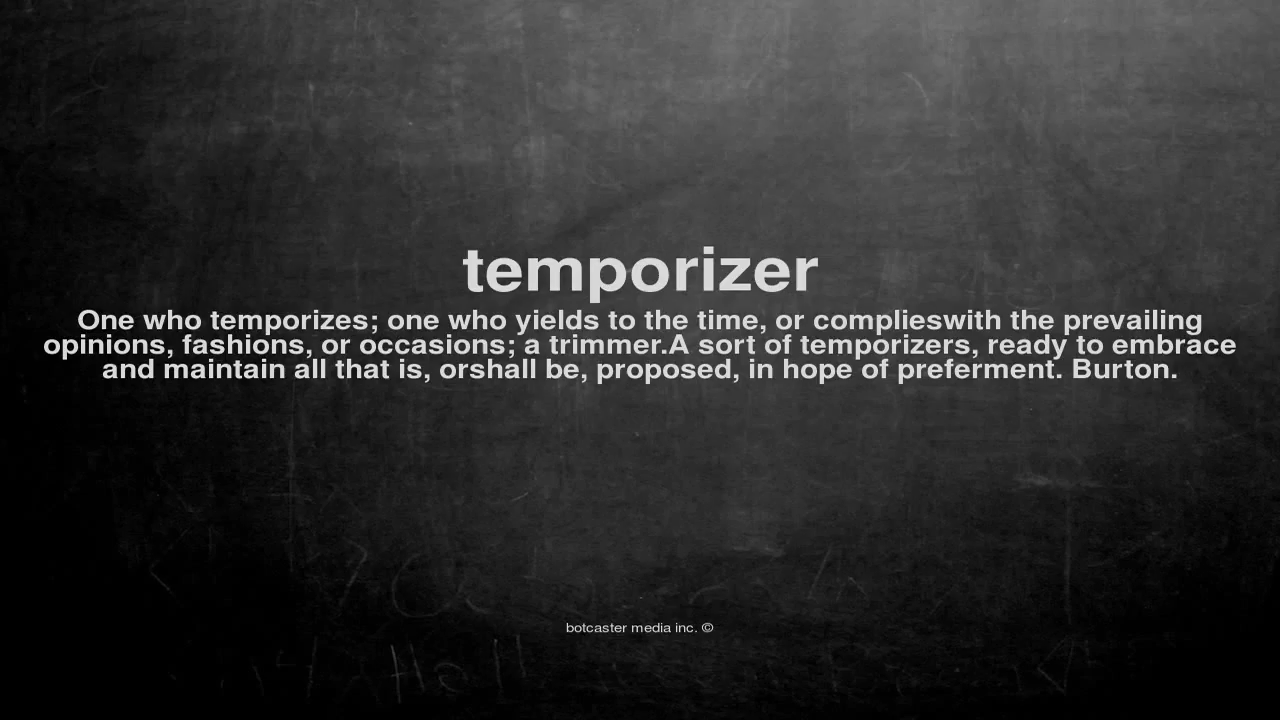 temporizer
One who temporizes; one who yields to the time, or complieswith the prevailing
opinions, fashions, or occasions; a trimmer.A sort of temporizers, ready to embrace
and maintain all that is, orshall be, proposed, in hope of preferment. Burton.
botcaster media inc. ©